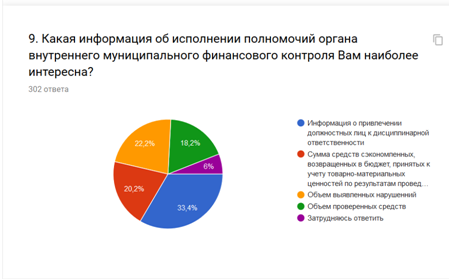 9. Какая информация об исполнении полномочий органа
внутреннего муниципального финансового контроля Вам наиболее
интересна?
302 ответа
22,2%
18,2%
6%
20,2%
33,4%
Информация о привлечении
должностных лиц к дисциплинарной
ответственности
Сумма средств сэкономленных,
возвращенных в бюджет, принятых к
учету товарно-материальных
ценностей по результатам провед...
Объем выявленных нарушений
Объем проверенных средств
Затрудняюсь ответить